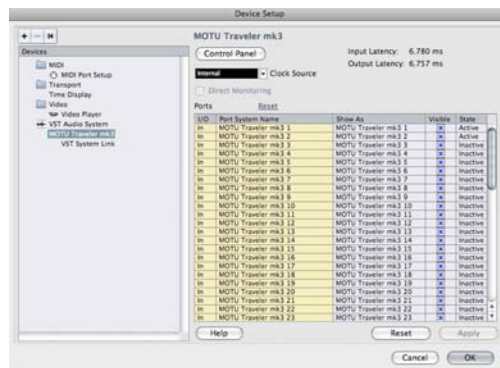 Device Setup
MOTU Traveler mk3
Devices
MIDI
MIDI Port Setup
Transport
Time Display
Video
Video Player
VST Audio System
MOTU Traveler mk3
VST System Link
Control Panel
Input Latency: 6.780 ms
Output Latency: 6.757 ms
Internal
Clock Source
Direct Monitoring
Ports Reset
I/O Port System Name Show As Visible State
In MOTU Traveler mk3 1 MOTU Traveler mk3 1 Active
In MOTU Traveler mk3 2 MOTU Traveler mk3 2 Active
In MOTU Traveler mk3 3 MOTU Traveler mk3 3 Inactive
In MOTU Traveler mk3 4 MOTU Traveler mk3 4 Inactive
In MOTU Traveler mk3 5 MOTU Traveler mk3 5 Inactive
In MOTU Traveler mk3 6 MOTU Traveler mk3 6 Inactive
In MOTU Traveler mk3 7 MOTU Traveler mk3 7 Inactive
In MOTU Traveler mk3 8 MOTU Traveler mk3 8 Inactive
In MOTU Traveler mk3 9 MOTU Traveler mk3 9 Inactive
In MOTU Traveler mk3 10 MOTU Traveler mk3 10 Inactive
In MOTU Traveler mk3 11 MOTU Traveler mk3 11 Inactive
In MOTU Traveler mk3 12 MOTU Traveler mk3 12 Inactive
In MOTU Traveler mk3 13 MOTU Traveler mk3 13 Inactive
In MOTU Traveler mk3 14 MOTU Traveler mk3 14 Inactive
In MOTU Traveler mk3 15 MOTU Traveler mk3 15 Inactive
In MOTU Traveler mk3 16 MOTU Traveler mk3 16 Inactive
In MOTU Traveler mk3 17 MOTU Traveler mk3 17 Inactive
In MOTU Traveler mk3 18 MOTU Traveler mk3 18 Inactive
In MOTU Traveler mk3 19 MOTU Traveler mk3 19 Inactive
In MOTU Traveler mk3 20 MOTU Traveler mk3 20 Inactive
In MOTU Traveler mk3 21 MOTU Traveler mk3 21 Inactive
In MOTU Traveler mk3 22 MOTU Traveler mk3 22 Inactive
In MOTU Traveler mk3 23 MOTU Traveler mk3 23 Inactive
Help Reset Apply
Cancel OK